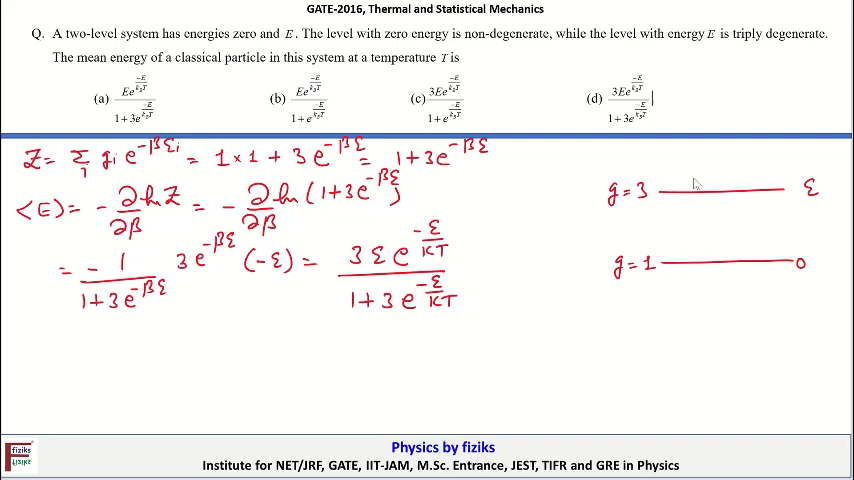 GATE-2016, Thermal and Statistical Mechanics
Q. A two-level system has energies zero and E. The level with zero energy is non-degenerate, while the level with energy E is triply degenerate.
The mean energy of a classical particle in this system at a temperature T is
(a) Ee^(-E/k_BT) / 1+3e^(-E/k_BT) (b) Ee^(-E/k_BT) / 1+e^(-E/k_BT) (c) 3Ee^(-E/k_BT) / 1+e^(-E/k_BT) (d) 3Ee^(-E/k_BT) / 1+3e^(-E/k_BT)
Z = Σ_i g_i e^(-βε_i) = 1×1 + 3e^(-βε) = 1+3e^(-βε)
<E> = -∂lnZ/∂β = -∂ln(1+3e^(-βε))/∂β
= -1/(1+3e^(-βε)) 3e^(-βε) (-ε) = 3εe^(-ε/KT) / 1+3e^(-ε/KT)
g=3 ε
g=1 0
fiziks
fiziks
Physics by fiziks
Institute for NET/JRF, GATE, IIT-JAM, M.Sc. Entrance, JEST, TIFR and GRE in Physics